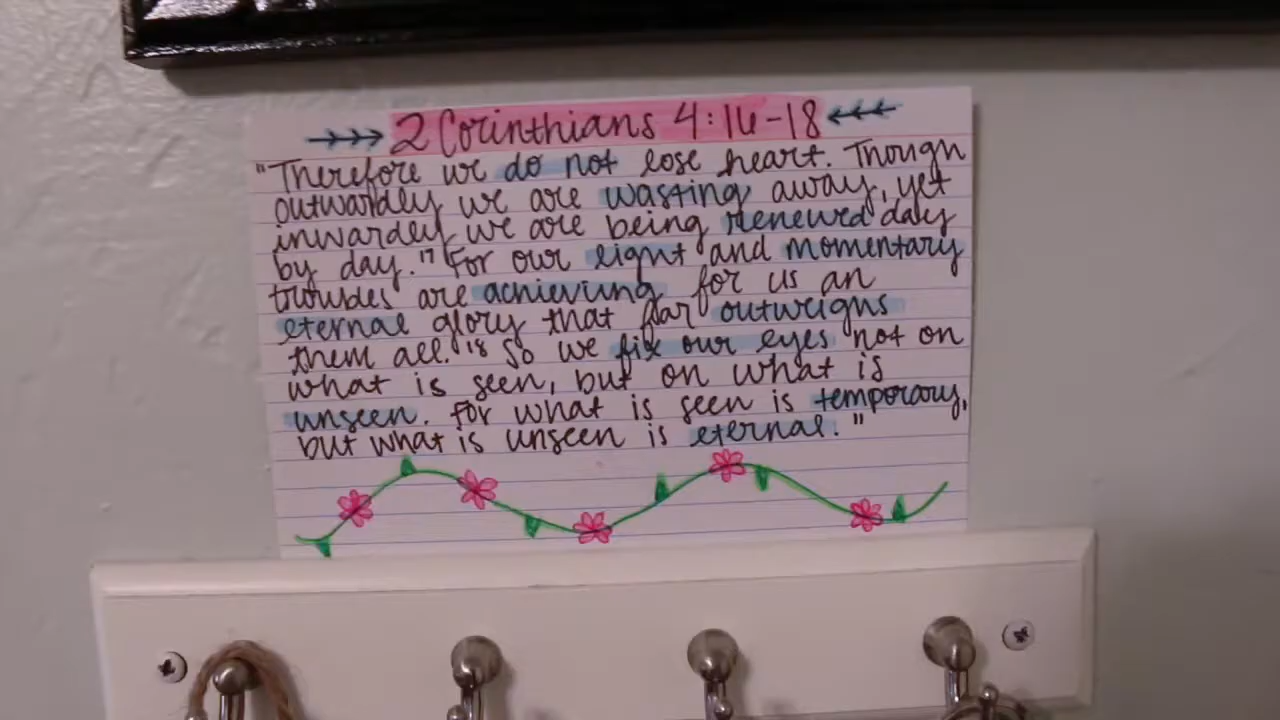 2 Corinthians 4:16-18
"Therefore we do not lose heart. Though
outwardly we are wasting away, yet
inwardly we are being renewed day
by day. 17 For our light and momentary
troubles are achieving for us an
eternal glory that far outweighs
them all. 18 So we fix our eyes not on
what is seen, but on what is
unseen. For what is seen is temporary,
but what is unseen is eternal."